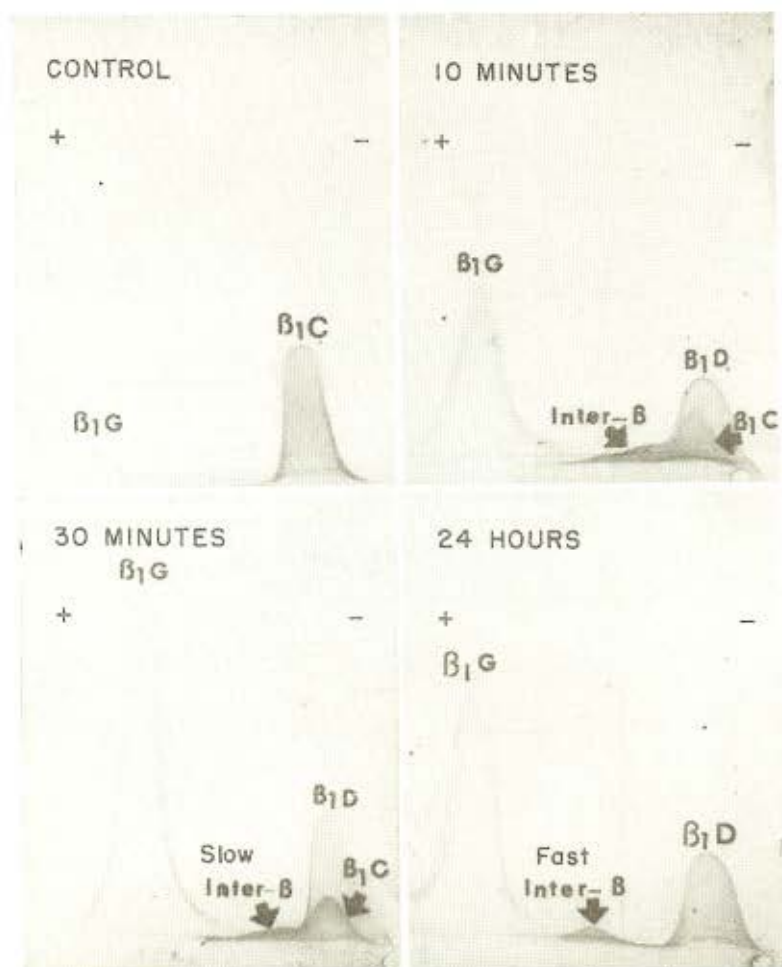 CONTROL
+ −
β₁C
β₁G
10 MINUTES
+ −
β₁G
β₁D
Inter-β
β₁C
30 MINUTES
β₁G
+ −
β₁D
Slow
Inter-β
β₁C
24 HOURS
+ −
β₁G
β₁D
Fast
Inter-β